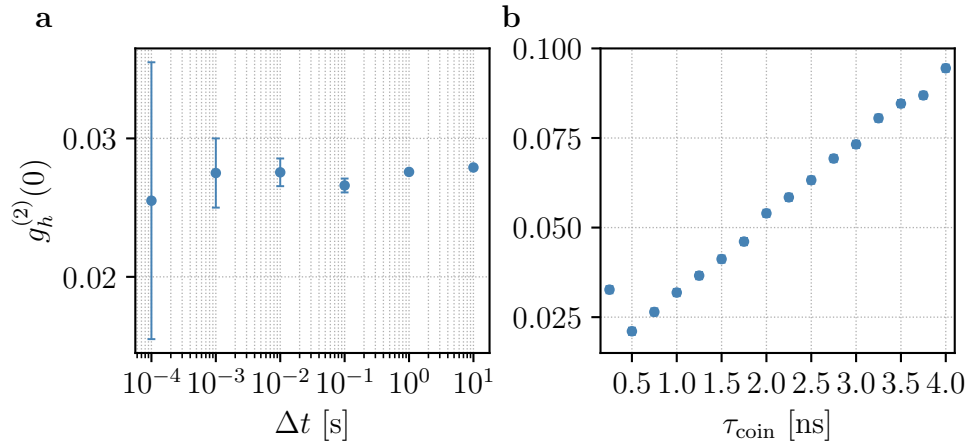 a
b
0.03
0.02
g_h^{(2)}(0)
10^{-4} 10^{-3} 10^{-2} 10^{-1} 10^0 10^1
Δt [s]
0.100
0.075
0.050
0.025
0.5 1.0 1.5 2.0 2.5 3.0 3.5 4.0
τ_{coin} [ns]